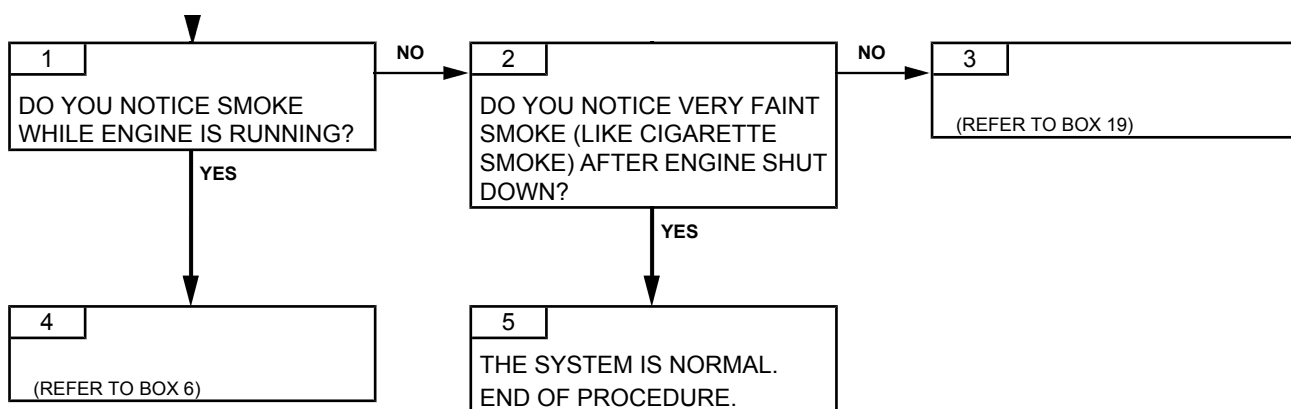 1
DO YOU NOTICE SMOKE
WHILE ENGINE IS RUNNING?
NO
2
DO YOU NOTICE VERY FAINT
SMOKE (LIKE CIGARETTE
SMOKE) AFTER ENGINE SHUT
DOWN?
NO
3
(REFER TO BOX 19)
YES
YES
4
(REFER TO BOX 6)
5
THE SYSTEM IS NORMAL.
END OF PROCEDURE.